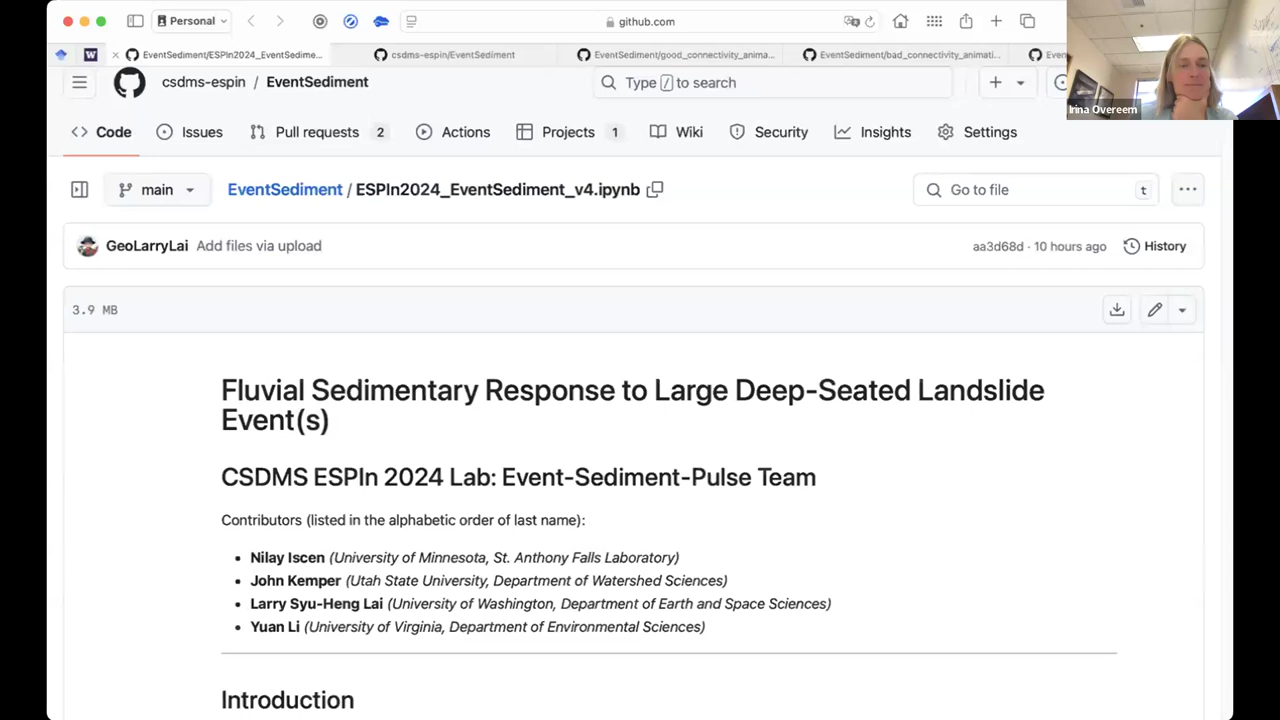 Personal
github.com
EventSediment/ESPIn2024_EventSedime...
csdms-espin/EventSediment
EventSediment/good_connectivity_anima...
EventSediment/bad_connectivity_animati...
Even
csdms-espin / EventSediment
Type / to search
Irina Overeem
Code
Issues
Pull requests 2
Actions
Projects 1
Wiki
Security
Insights
Settings
main
EventSediment / ESPIn2024_EventSediment_v4.ipynb
Go to file t
GeoLarryLai Add files via upload
aa3d68d · 10 hours ago
History
3.9 MB
Fluvial Sedimentary Response to Large Deep-Seated Landslide
Event(s)
CSDMS ESPIn 2024 Lab: Event-Sediment-Pulse Team
Contributors (listed in the alphabetic order of last name):
• Nilay Iscen (University of Minnesota, St. Anthony Falls Laboratory)
• John Kemper (Utah State University, Department of Watershed Sciences)
• Larry Syu-Heng Lai (University of Washington, Department of Earth and Space Sciences)
• Yuan Li (University of Virginia, Department of Environmental Sciences)
Introduction